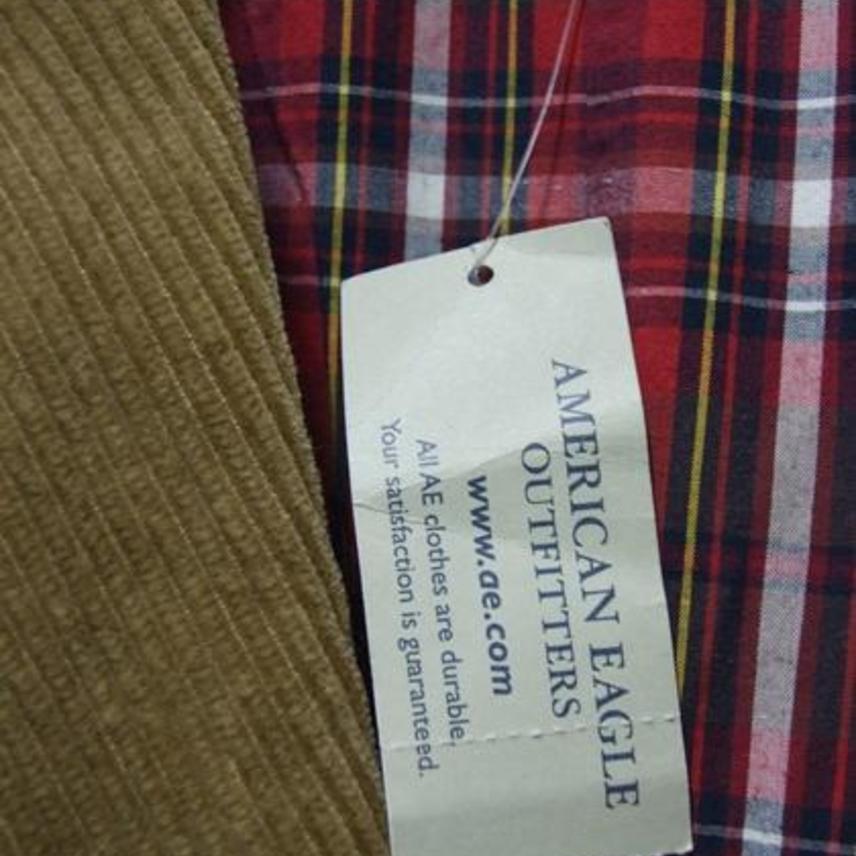 AMERICAN EAGLE
OUTFITTERS
www.ae.com
All AE clothes are durable.
Your satisfaction is guaranteed.